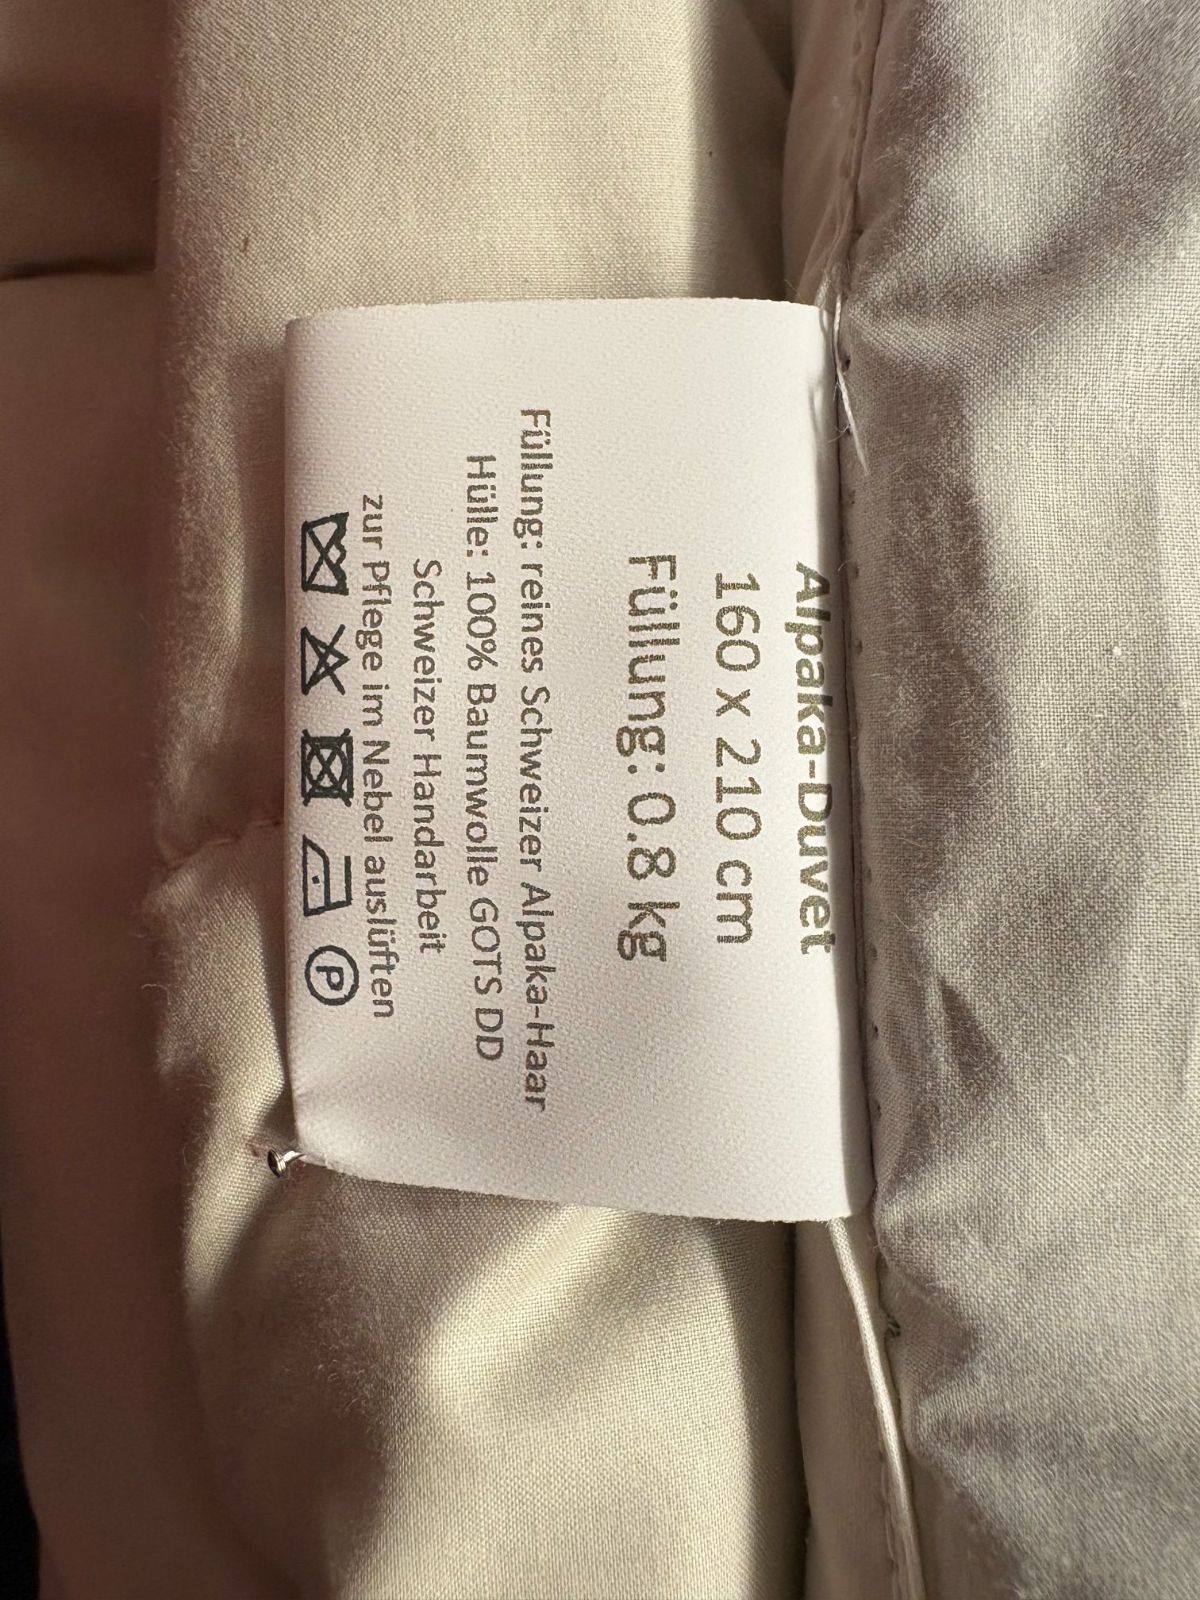 Alpaka-Duvet
160 x 210 cm
Füllung: 0.8 kg
Füllung: reines Schweizer Alpaka-Haar
Hülle: 100% Baumwolle GOTS DD
Schweizer Handarbeit
zur Pflege im Nebel auslüften
P